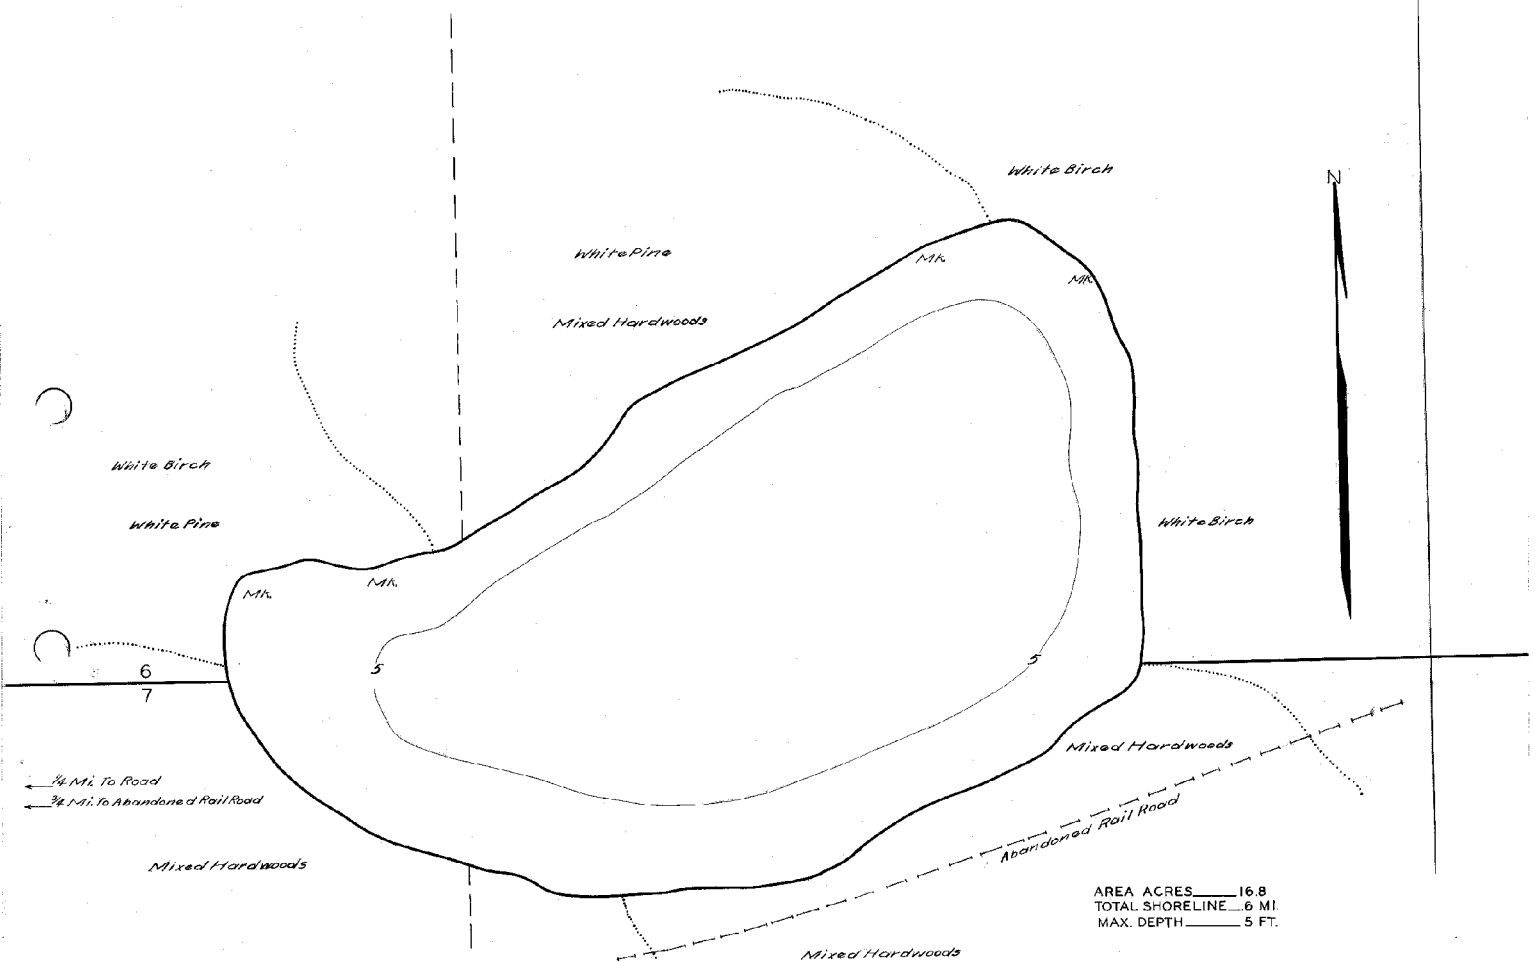 White Birch
N
White Pine
Mk.
Mk.
Mixed Hardwoods
White Birch
White Pine
White Birch
Mk.
Mk.
5
5
6
7
Mixed Hardwoods
1/4 Mi. To Road
3/4 Mi. To Abandoned Rail Road
Abandoned Rail Road
Mixed Hardwoods
AREA ACRES 16.8
TOTAL SHORELINE .6 MI.
MAX. DEPTH 5 FT.
Mixed Hardwoods